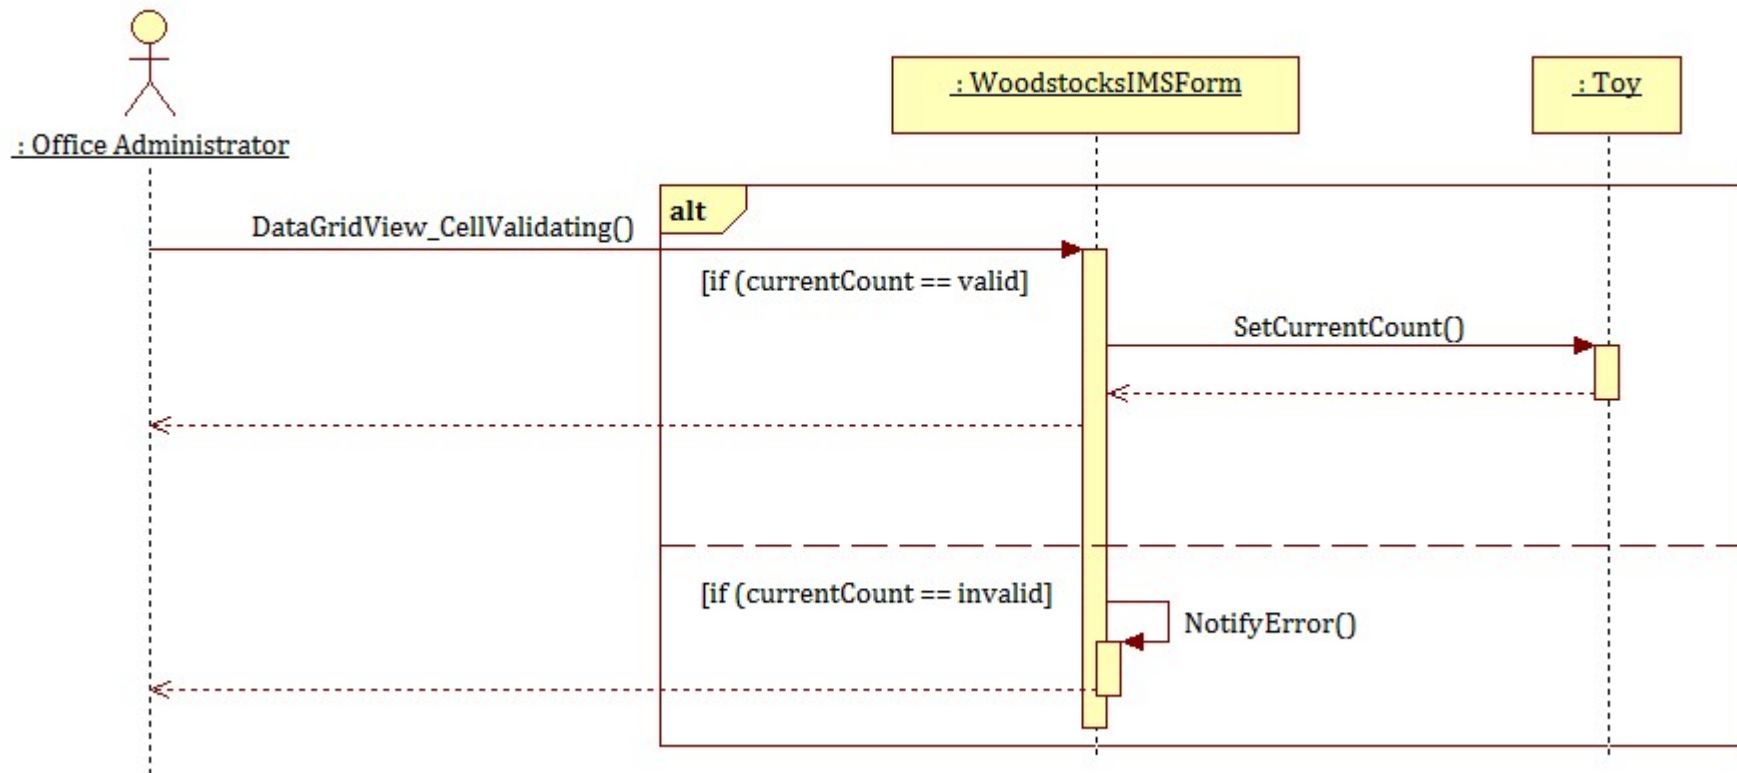 : WoodstocksIMSForm
: Toy
: Office Administrator
alt
DataGridView_CellValidating()
[if (currentCount == valid]
SetCurrentCount()
[if (currentCount == invalid]
NotifyError()